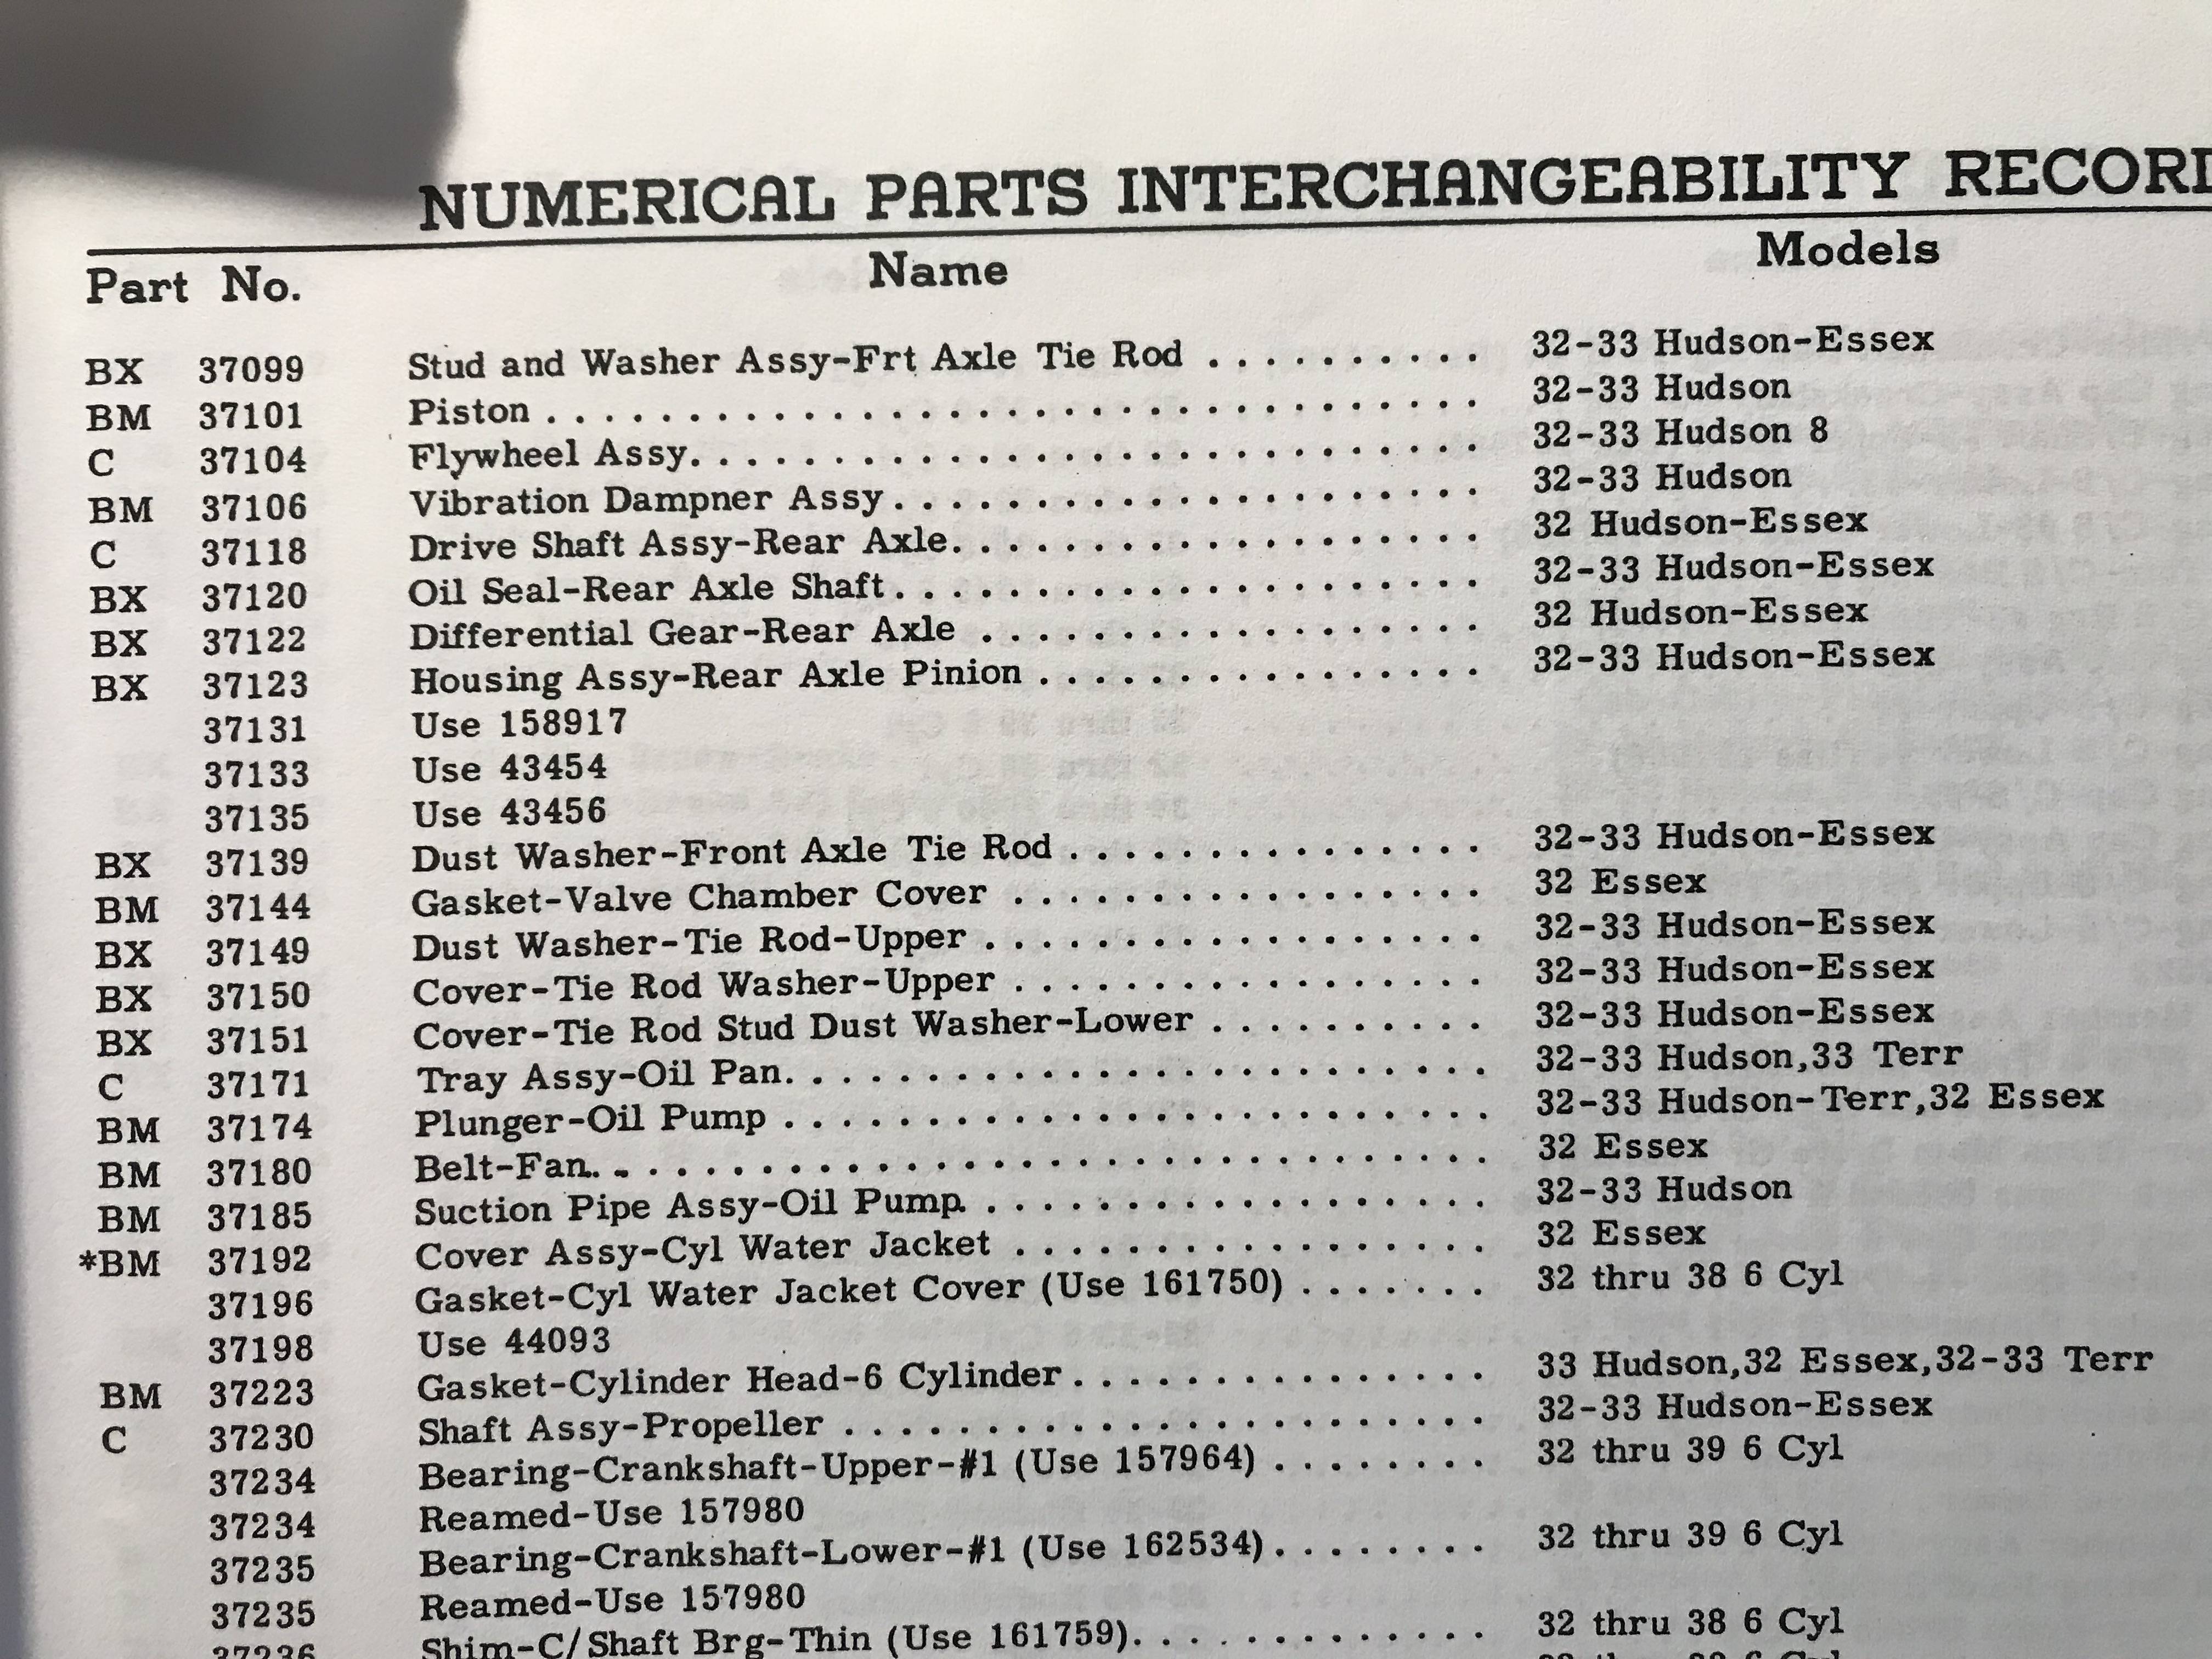 NUMERICAL PARTS INTERCHANGEABILITY
Part No. Name Models
BX 37099 Stud and Washer Assy-Frt Axle Tie Rod .......... 32-33 Hudson-Essex
BM 37101 Piston ................................. 32-33 Hudson
C 37104 Flywheel Assy............................ 32-33 Hudson 8
BM 37106 Vibration Dampner Assy..................... 32-33 Hudson
C 37118 Drive Shaft Assy-Rear Axle................... 32 Hudson-Essex
BX 37120 Oil Seal-Rear Axle Shaft..................... 32-33 Hudson-Essex
BX 37122 Differential Gear-Rear Axle .................. 32 Hudson-Essex
BX 37123 Housing Assy-Rear Axle Pinion ................ 32-33 Hudson-Essex
37131 Use 158917
37133 Use 43454
37135 Use 43456
BX 37139 Dust Washer-Front Axle Tie Rod ............... 32-33 Hudson-Essex
BM 37144 Gasket-Valve Chamber Cover ................. 32 Essex
BX 37149 Dust Washer-Tie Rod-Upper .................. 32-33 Hudson-Essex
BX 37150 Cover-Tie Rod Washer-Upper ................. 32-33 Hudson-Essex
BX 37151 Cover-Tie Rod Stud Dust Washer-Lower .......... 32-33 Hudson-Essex
C 37171 Tray Assy-Oil Pan......................... 32-33 Hudson,33 Terr
BM 37174 Plunger-Oil Pump ......................... 32-33 Hudson-Terr,32 Essex
BM 37180 Belt-Fan................................ 32 Essex
BM 37185 Suction Pipe Assy-Oil Pump................... 32-33 Hudson
*BM 37192 Cover Assy-Cyl Water Jacket ................. 32 Essex
37196 Gasket-Cyl Water Jacket Cover (Use 161750) ....... 32 thru 38 6 Cyl
37198 Use 44093
BM 37223 Gasket-Cylinder Head-6 Cylinder ............... 33 Hudson,32 Essex,32-33 Terr
C 37230 Shaft Assy-Propeller ....................... 32-33 Hudson-Essex
37234 Bearing-Crankshaft-Upper-#1 (Use 157964) ........ 32 thru 39 6 Cyl
37234 Reamed-Use 157980
37235 Bearing-Crankshaft-Lower-#1 (Use 162534)........ 32 thru 39 6 Cyl
37235 Reamed-Use 157980
37236 Shim-C/Shaft Brg-Thin (Use 161759)............. 32 thru 38 6 Cyl